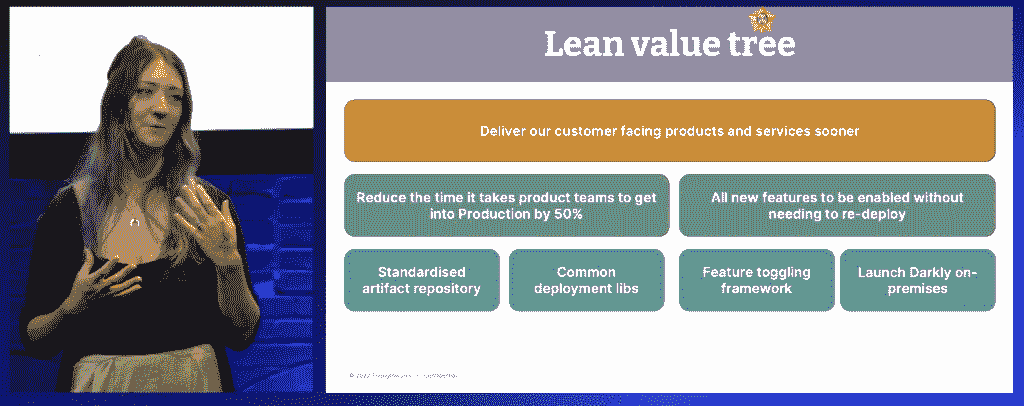 Lean value tree
Deliver our customer facing products and services sooner
Reduce the time it takes product teams to get
into Production by 50%
All new features to be enabled without
needing to re-deploy
Standardised
artifact repository
Common
deployment libs
Feature toggling
framework
Launch Darkly on-
premises